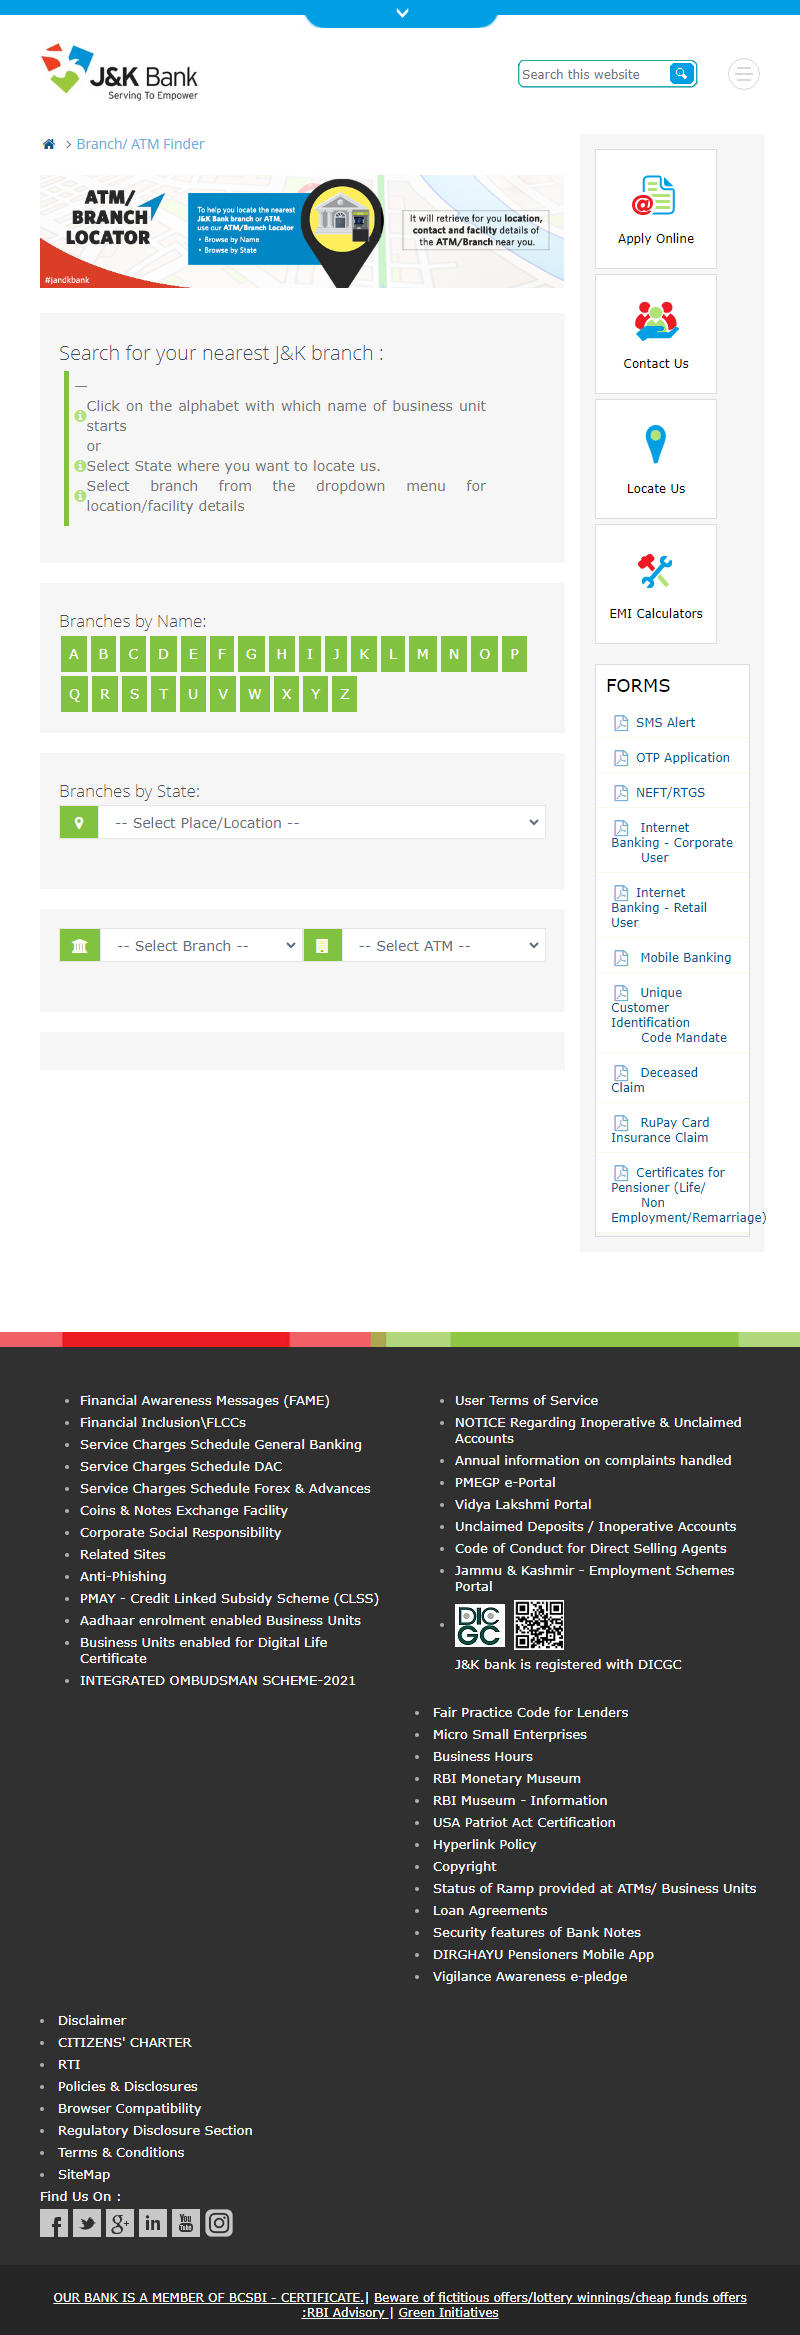 J&K Bank
Serving To Empower
Search this website
Branch/ ATM Finder
ATM/
BRANCH
LOCATOR
#jandkbank
To help you locate the nearest
J&K Bank branch or ATM,
use our ATM/Branch Locator
• Browse by Name
• Browse by State
It will retrieve for you location,
contact and facility details of
the ATM/Branch near you.
Search for your nearest J&K branch :
—
Click on the alphabet with which name of business unit
starts
or
Select State where you want to locate us.
Select branch from the dropdown menu for
location/facility details
Branches by Name:
A B C D E F G H I J K L M N O P
Q R S T U V W X Y Z
Branches by State:
-- Select Place/Location --
-- Select Branch --
-- Select ATM --
Apply Online
Contact Us
Locate Us
EMI Calculators
FORMS
SMS Alert
OTP Application
NEFT/RTGS
Internet
Banking - Corporate
User
Internet
Banking - Retail
User
Mobile Banking
Unique
Customer
Identification
Code Mandate
Deceased
Claim
RuPay Card
Insurance Claim
Certificates for
Pensioner (Life/
Non
Employment/Remarriage)
Financial Awareness Messages (FAME)
Financial Inclusion\FLCCs
Service Charges Schedule General Banking
Service Charges Schedule DAC
Service Charges Schedule Forex & Advances
Coins & Notes Exchange Facility
Corporate Social Responsibility
Related Sites
Anti-Phishing
PMAY - Credit Linked Subsidy Scheme (CLSS)
Aadhaar enrolment enabled Business Units
Business Units enabled for Digital Life
Certificate
INTEGRATED OMBUDSMAN SCHEME-2021
User Terms of Service
NOTICE Regarding Inoperative & Unclaimed
Accounts
Annual information on complaints handled
PMEGP e-Portal
Vidya Lakshmi Portal
Unclaimed Deposits / Inoperative Accounts
Code of Conduct for Direct Selling Agents
Jammu & Kashmir - Employment Schemes
Portal
DIC
GC
J&K bank is registered with DICGC
Fair Practice Code for Lenders
Micro Small Enterprises
Business Hours
RBI Monetary Museum
RBI Museum - Information
USA Patriot Act Certification
Hyperlink Policy
Copyright
Status of Ramp provided at ATMs/ Business Units
Loan Agreements
Security features of Bank Notes
DIRGHAYU Pensioners Mobile App
Vigilance Awareness e-pledge
Disclaimer
CITIZENS' CHARTER
RTI
Policies & Disclosures
Browser Compatibility
Regulatory Disclosure Section
Terms & Conditions
SiteMap
Find Us On :
OUR BANK IS A MEMBER OF BCSBI - CERTIFICATE.| Beware of fictitious offers/lottery winnings/cheap funds offers
:RBI Advisory | Green Initiatives